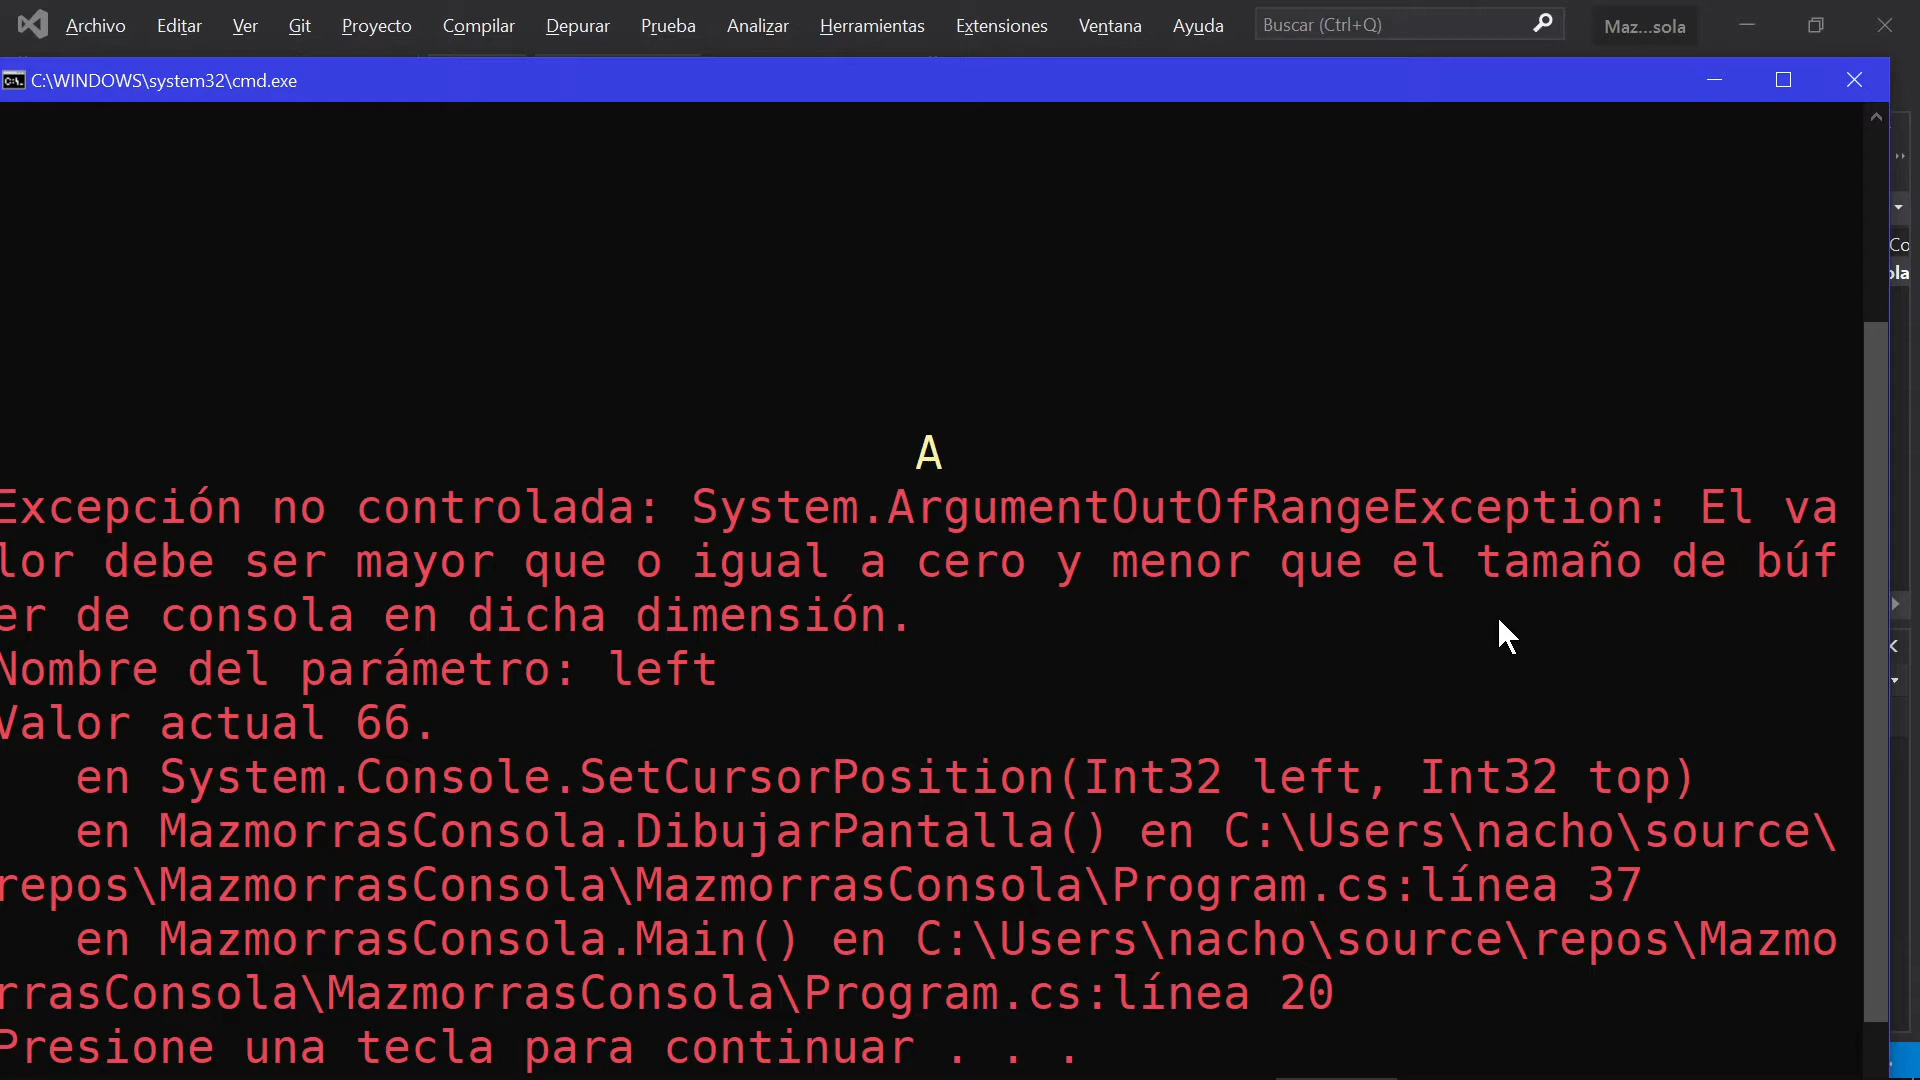 Archivo Editar Ver Git Proyecto Compilar Depurar Prueba Analizar Herramientas Extensiones Ventana Ayuda Buscar (Ctrl+Q) Maz...sola
C:\WINDOWS\system32\cmd.exe
Co
ola
A
Excepción no controlada: System.ArgumentOutOfRangeException: El va
lor debe ser mayor que o igual a cero y menor que el tamaño de búf
er de consola en dicha dimensión.
Nombre del parámetro: left
Valor actual 66.
en System.Console.SetCursorPosition(Int32 left, Int32 top)
en MazmorrasConsola.DibujarPantalla() en C:\Users\nacho\source\
repos\MazmorrasConsola\MazmorrasConsola\Program.cs:línea 37
en MazmorrasConsola.Main() en C:\Users\nacho\source\repos\Mazmo
rrasConsola\MazmorrasConsola\Program.cs:línea 20
Presione una tecla para continuar . . .